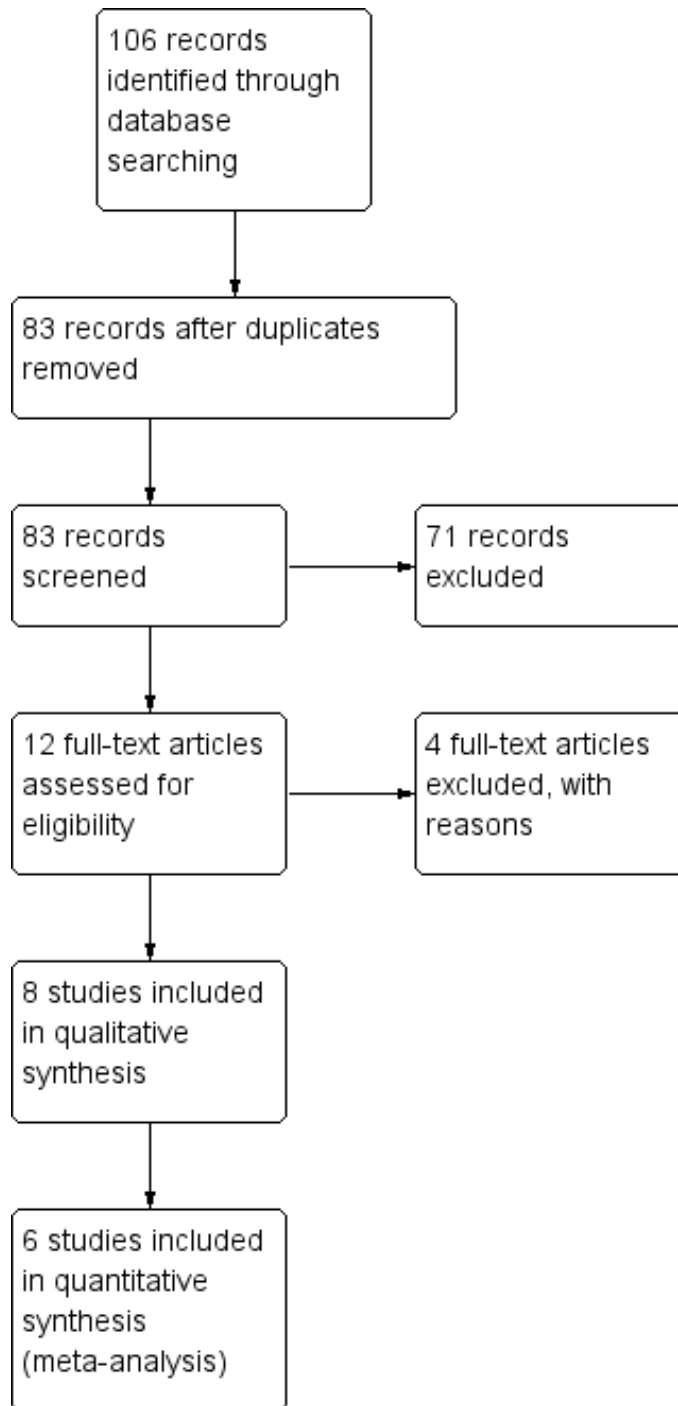 106 records
identified through
database
searching
83 records after duplicates
removed
83 records
screened
71 records
excluded
12 full-text articles
assessed for
eligibility
4 full-text articles
excluded, with
reasons
8 studies included
in qualitative
synthesis
6 studies included
in quantitative
synthesis
(meta-analysis)